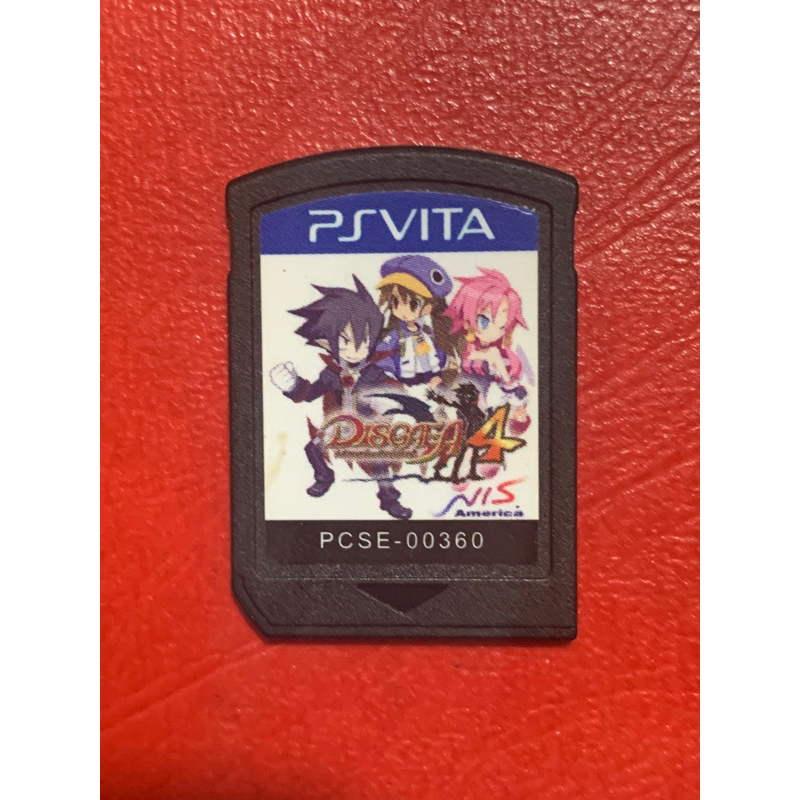 PSVITA
DISGAEA 4
NIS
America
PCSE-00360